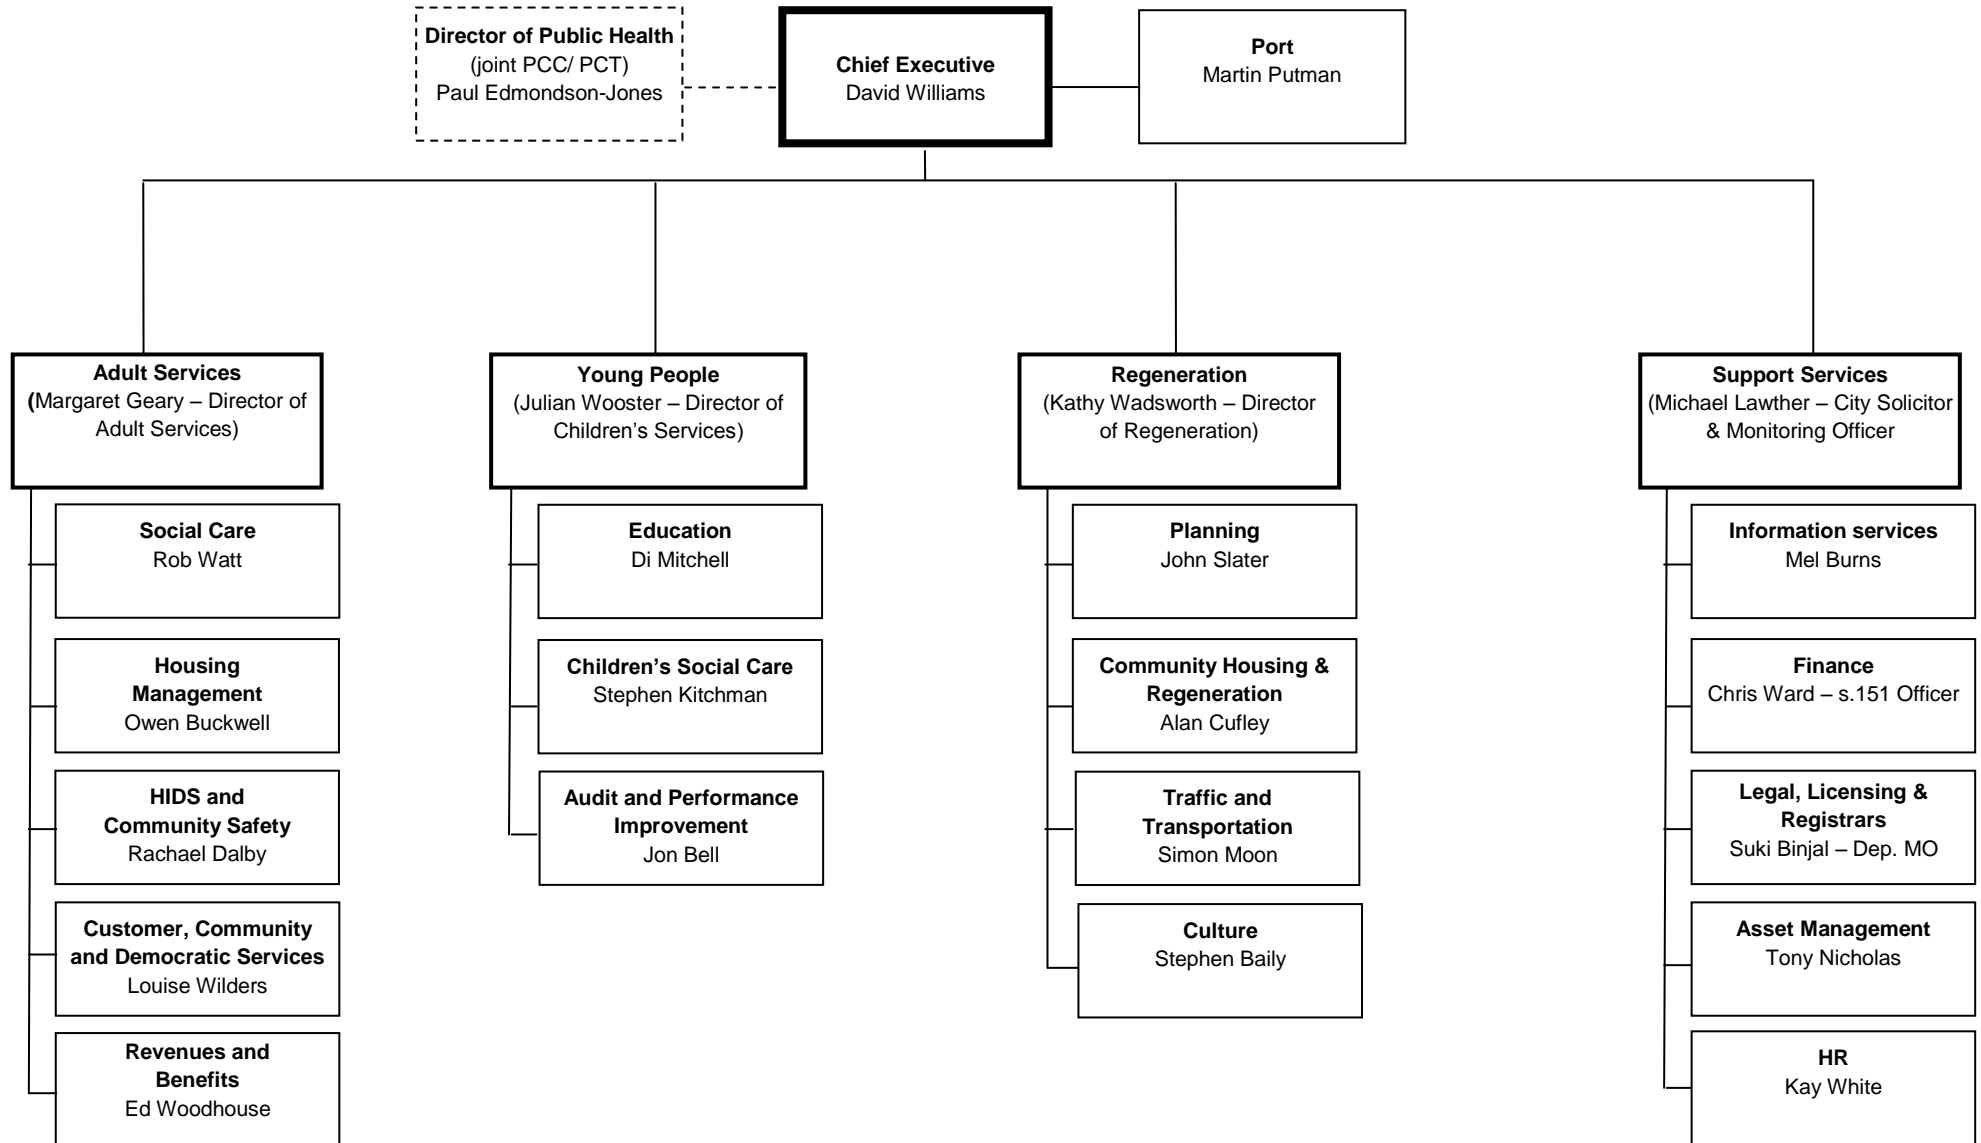 Director of Public Health
(joint PCC/ PCT)
Paul Edmondson-Jones
Chief Executive
David Williams
Port
Martin Putman
Adult Services
(Margaret Geary – Director of
Adult Services)
Social Care
Rob Watt
Housing
Management
Owen Buckwell
HIDS and
Community Safety
Rachael Dalby
Customer, Community
and Democratic Services
Louise Wilders
Revenues and
Benefits
Ed Woodhouse
Young People
(Julian Wooster – Director of
Children’s Services)
Education
Di Mitchell
Children’s Social Care
Stephen Kitchman
Audit and Performance
Improvement
Jon Bell
Regeneration
(Kathy Wadsworth – Director
of Regeneration)
Planning
John Slater
Community Housing &
Regeneration
Alan Cufley
Traffic and
Transportation
Simon Moon
Culture
Stephen Baily
Support Services
(Michael Lawther – City Solicitor
& Monitoring Officer
Information services
Mel Burns
Finance
Chris Ward – s.151 Officer
Legal, Licensing &
Registrars
Suki Binjal – Dep. MO
Asset Management
Tony Nicholas
HR
Kay White